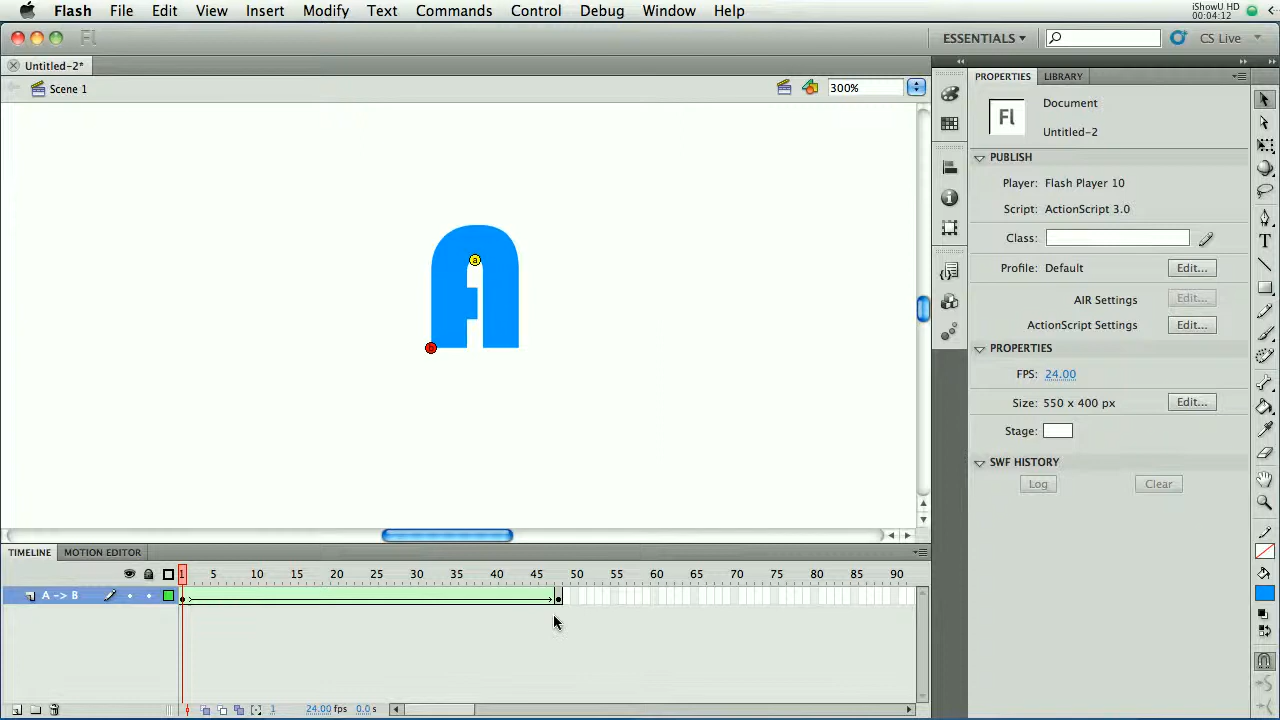 Flash File Edit View Insert Modify Text Commands Control Debug Window Help
iShowU HD
00:04:12
Fl
ESSENTIALS
CS Live
Untitled-2*
Scene 1
300%
A
a
b
PROPERTIES LIBRARY
Fl
Document
Untitled-2
PUBLISH
Player: Flash Player 10
Script: ActionScript 3.0
Class:
Profile: Default Edit...
AIR Settings Edit...
ActionScript Settings Edit...
PROPERTIES
FPS: 24.00
Size: 550 x 400 px Edit...
Stage:
SWF HISTORY
Log Clear
TIMELINE MOTION EDITOR
1 5 10 15 20 25 30 35 40 45 50 55 60 65 70 75 80 85 90
A -> B
1 24.00 fps 0.0 s